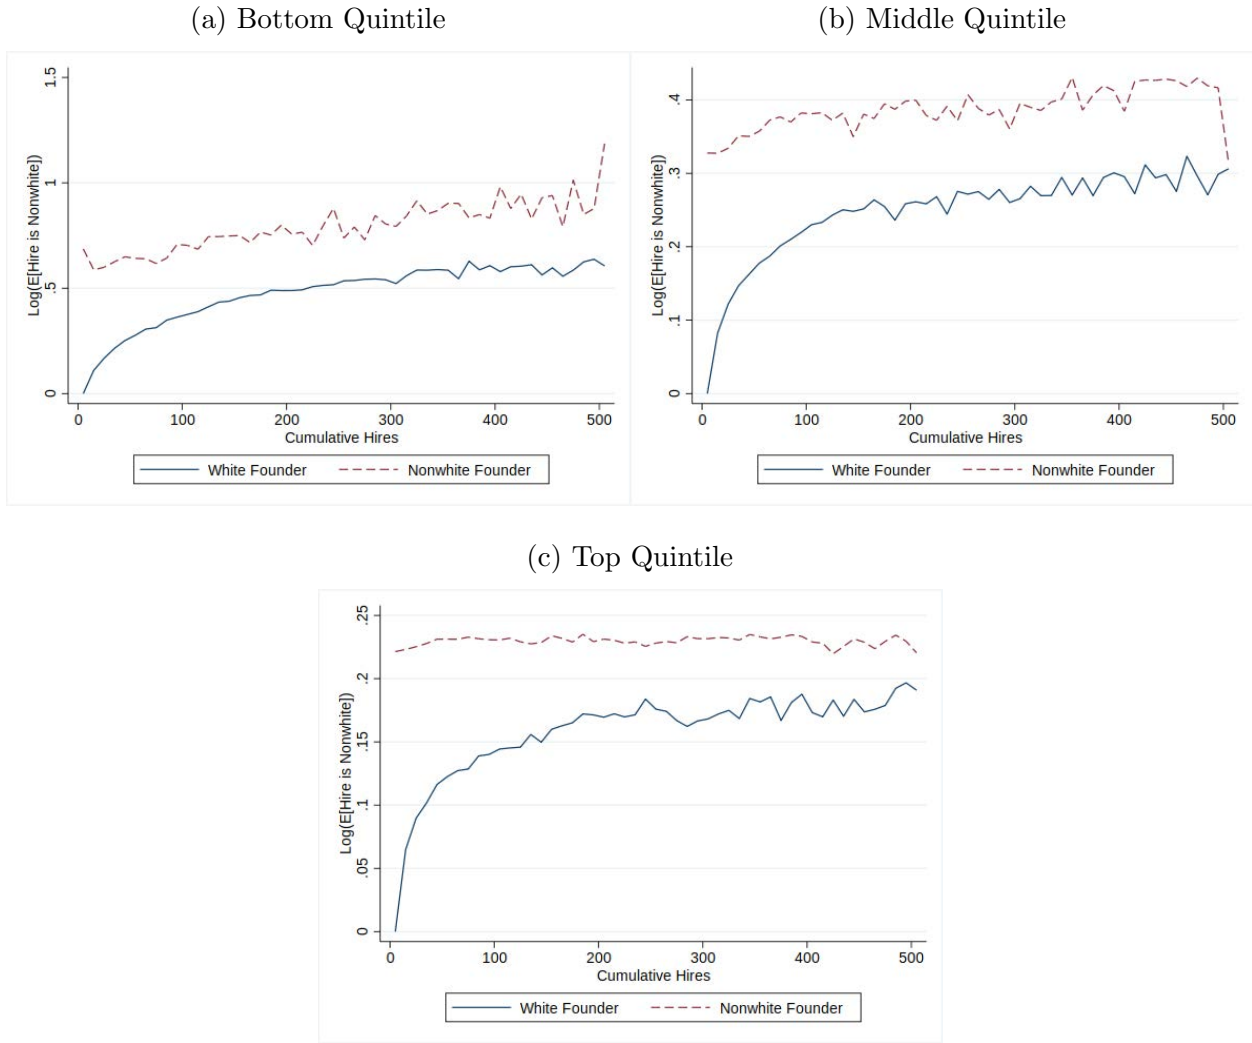 (a) Bottom Quintile
Log(E[Hire is Nonwhite])
1.5
1
.5
0
0 100 200 300 400 500
Cumulative Hires
White Founder Nonwhite Founder
(b) Middle Quintile
Log(E[Hire is Nonwhite])
.4
.3
.2
.1
0
0 100 200 300 400 500
Cumulative Hires
White Founder Nonwhite Founder
(c) Top Quintile
Log(E[Hire is Nonwhite])
.25
.2
.15
.1
.05
0
0 100 200 300 400 500
Cumulative Hires
White Founder Nonwhite Founder